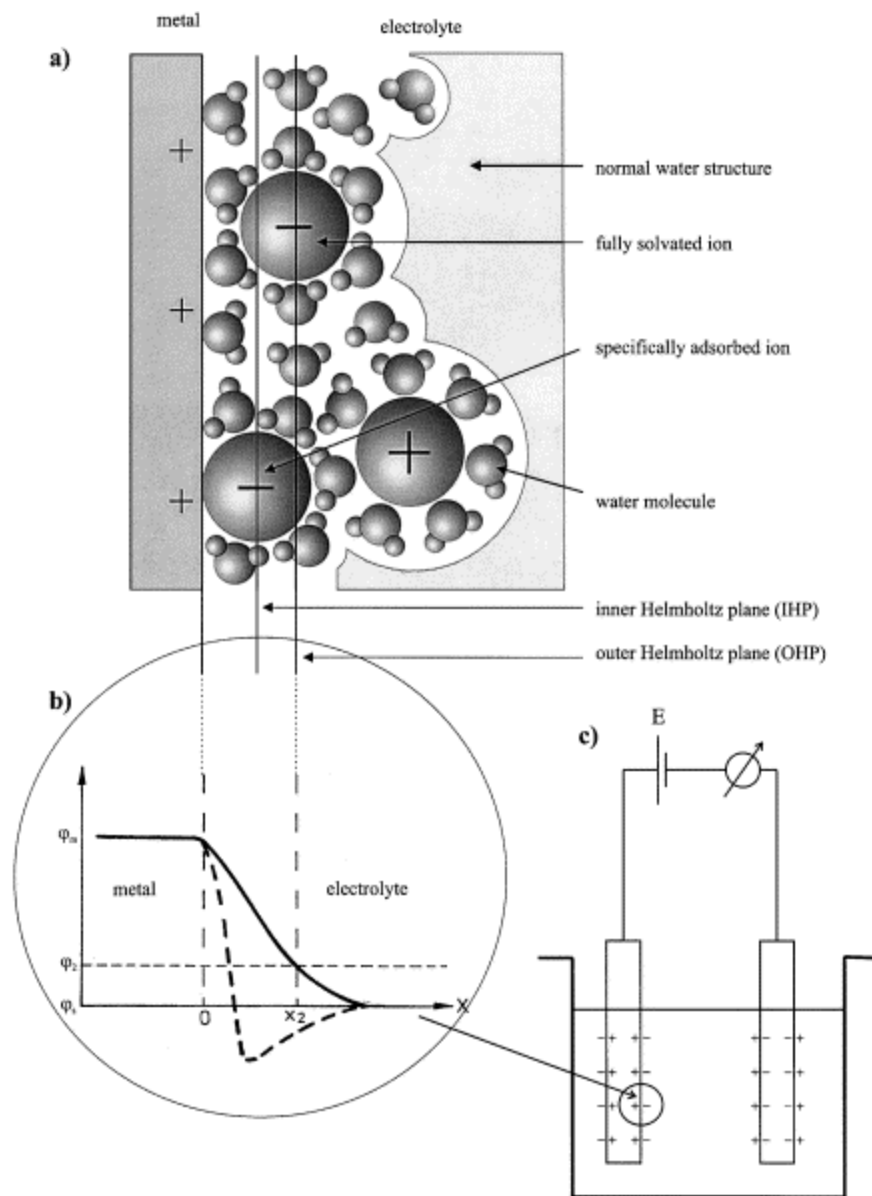 metal
electrolyte
a)
+
normal water structure
−
fully solvated ion
+
specifically adsorbed ion
+
−
+
water molecule
inner Helmholtz plane (IHP)
outer Helmholtz plane (OHP)
b)
E
c)
φm
metal
electrolyte
φ2
φs
0
x2
X
-+ +-
+- -+
-+ +-
+- -+
-+ +-
+- -+
-+ +-
+- -+